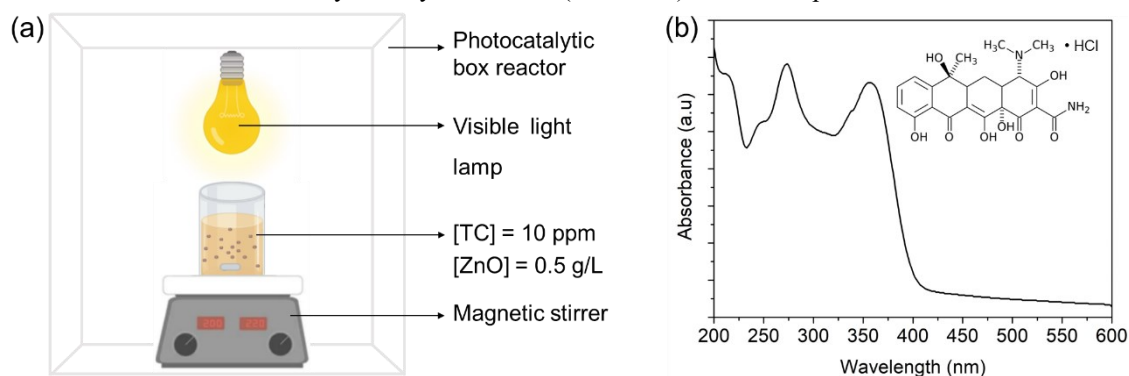 (a)
Photocatalytic
box reactor
Visible light
lamp
[TC] = 10 ppm
[ZnO] = 0.5 g/L
Magnetic stirrer
(b)
Absorbance (a.u)
H₃C
CH₃
• HCl
N
HO
CH₃
OH
NH₂
OH
O
OH
OH
O
O
200 250 300 350 400 450 500 550 600
Wavelength (nm)